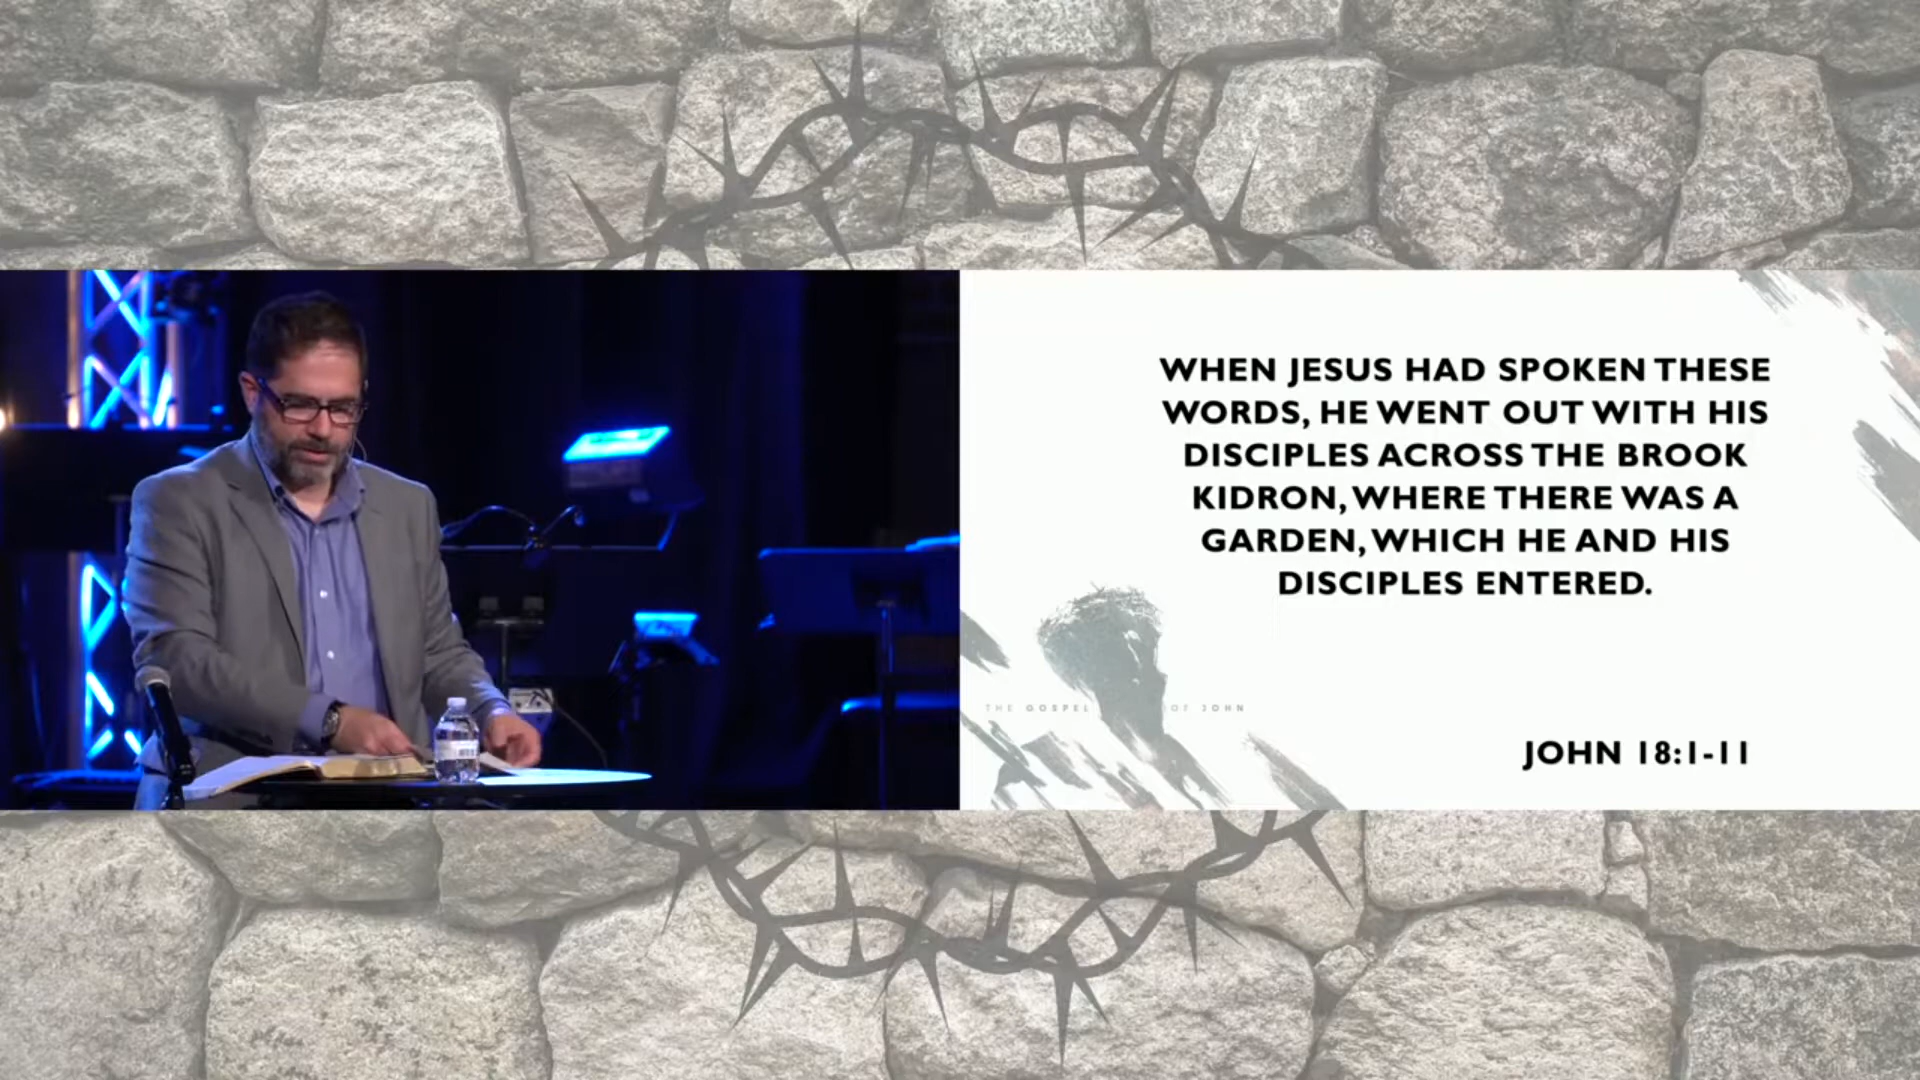 WHEN JESUS HAD SPOKEN THESE
WORDS, HE WENT OUT WITH HIS
DISCIPLES ACROSS THE BROOK
KIDRON, WHERE THERE WAS A
GARDEN, WHICH HE AND HIS
DISCIPLES ENTERED.
THE GOSPEL OF JOHN
JOHN 18:1-11